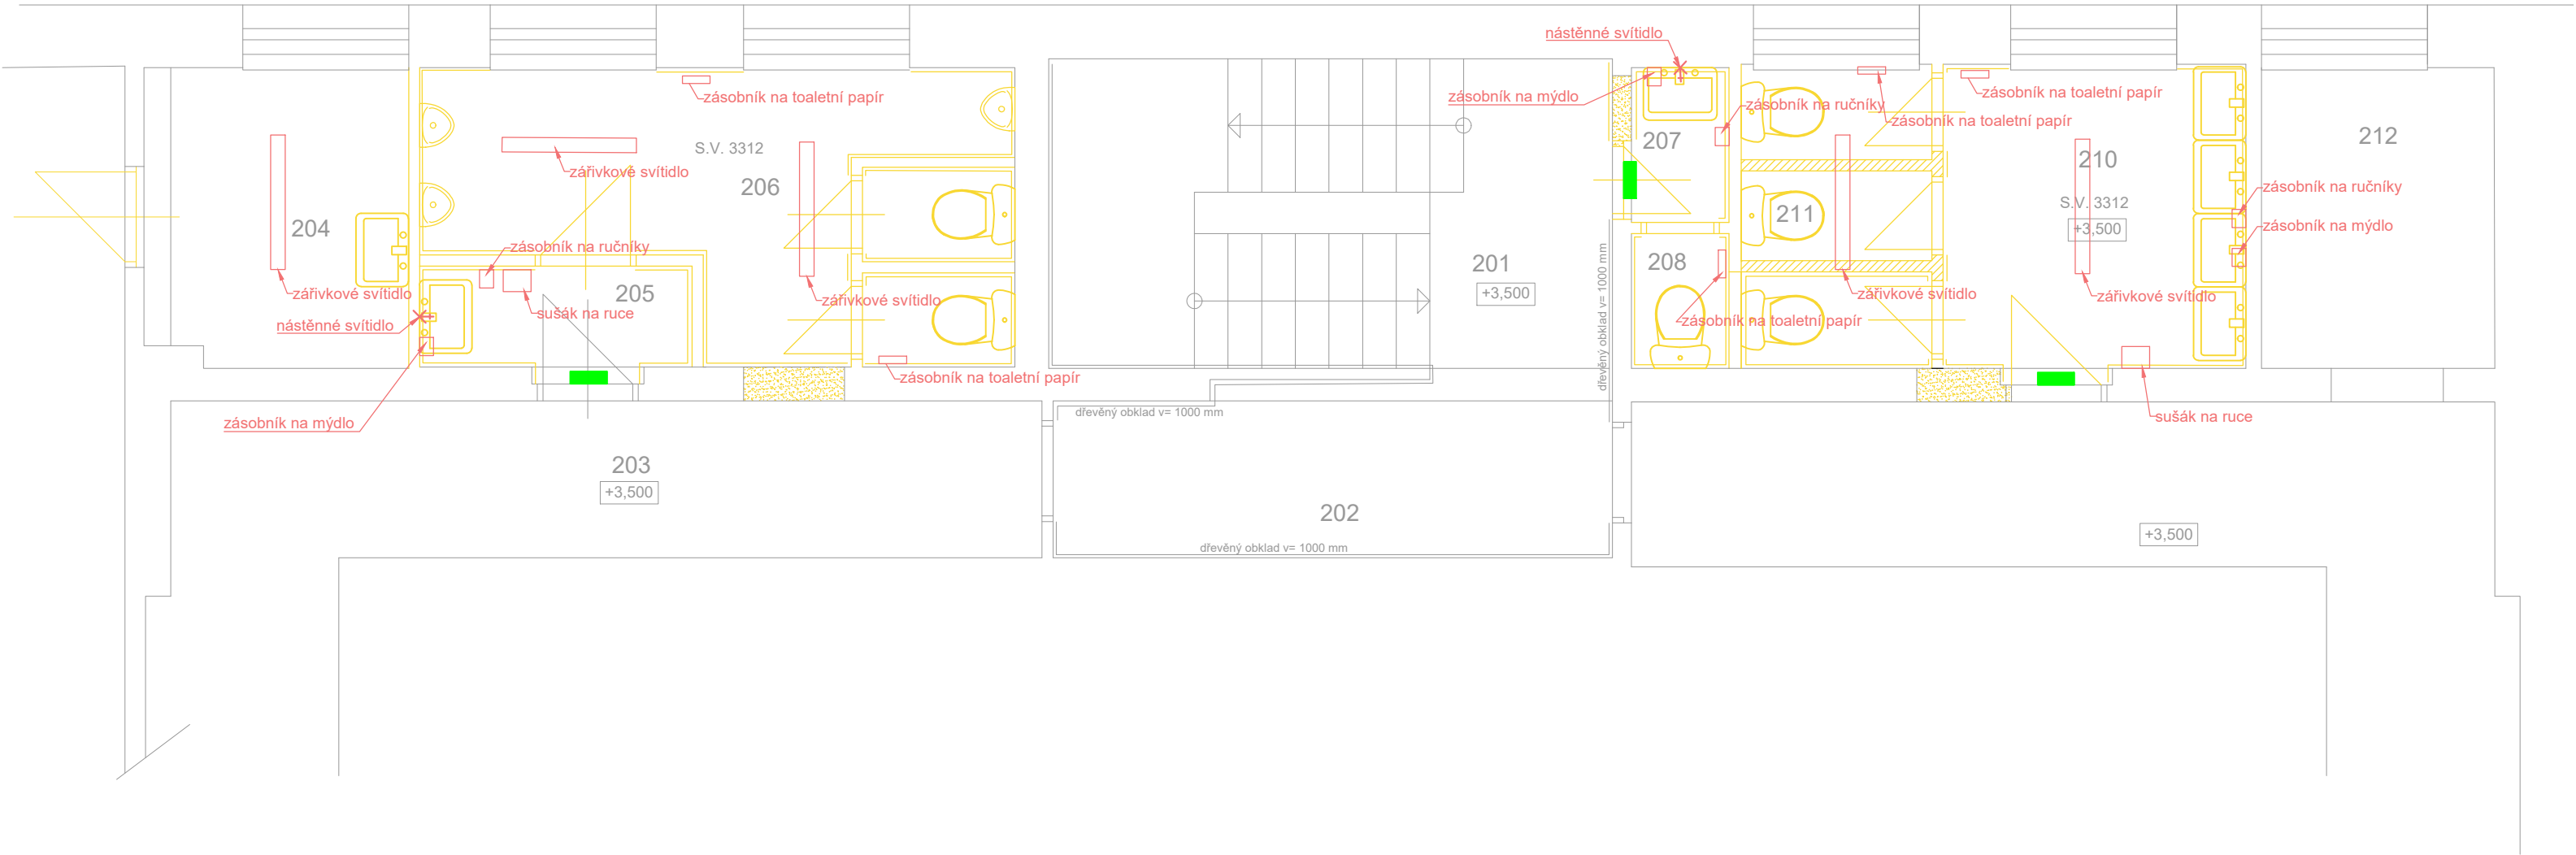 nástěnné svítidlo
zásobník na toaletní papír
zásobník na mýdlo
zásobník na ručníky
zásobník na toaletní papír
zásobník na toaletní papír
207
212
S.V. 3312
206
zářivkové svítidlo
210
S.V. 3312
+3,500
zásobník na ručníky
zásobník na mýdlo
211
204
zásobník na ručníky
205
zářivkové svítidlo
nástěnné svítidlo
sušák na ruce
zářivkové svítidlo
201
+3,500
dřevěný obklad v= 1000 mm
208
zásobník na toaletní papír
zářivkové svítidlo
zářivkové svítidlo
zásobník na toaletní papír
zásobník na mýdlo
dřevěný obklad v= 1000 mm
sušák na ruce
203
+3,500
202
+3,500
dřevěný obklad v= 1000 mm